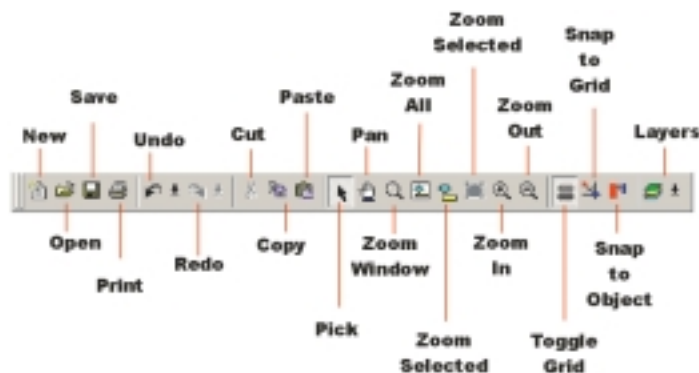 Zoom
Selected
Snap
to
Grid
Zoom
All
Save
Paste
Zoom
Out
New
Undo
Cut
Pan
Layers
Open
Print
Redo
Copy
Zoom
Window
Zoom
In
Snap
to
Object
Pick
Zoom
Selected
Toggle
Grid